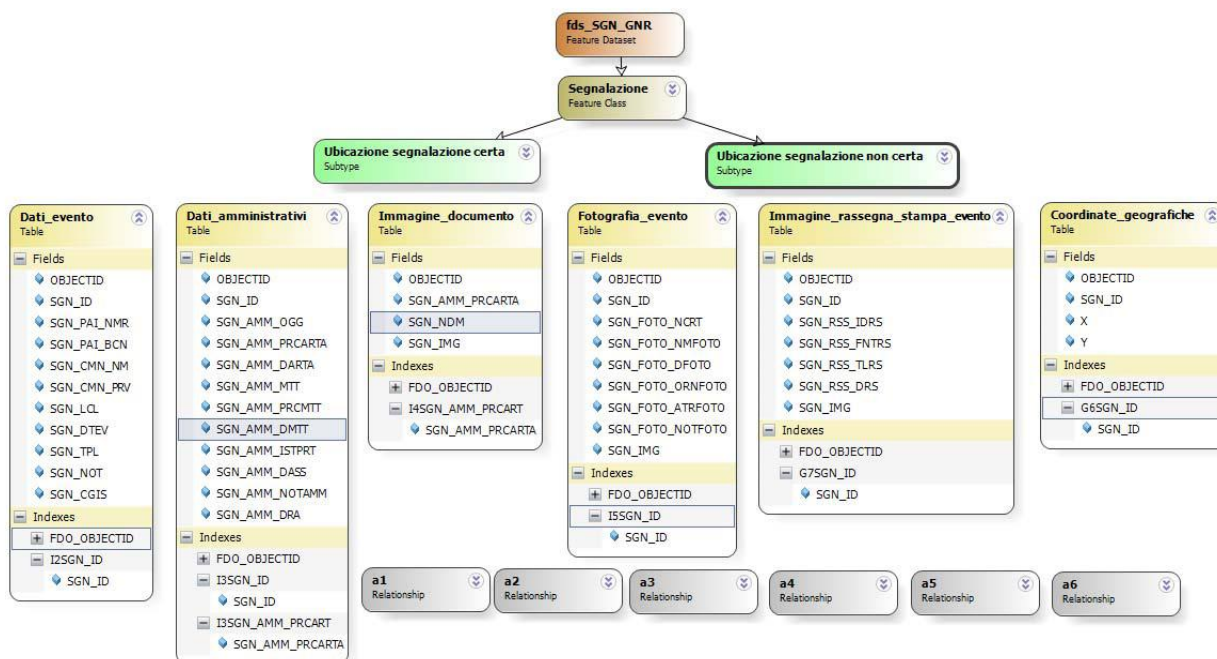 fds_SGN_GNR
Feature Dataset
Segnalazione
Feature Class
Ubicazione segnalazione certa
Subtype
Ubicazione segnalazione non certa
Subtype
Dati_evento
Table
Fields
OBJECTID
SGN_ID
SGN_PAI_NMR
SGN_PAI_BCN
SGN_CMN_NM
SGN_CMN_PRV
SGN_LCL
SGN_DTEV
SGN_TPL
SGN_NOT
SGN_CGIS
Indexes
FDO_OBJECTID
I2SGN_ID
SGN_ID
Dati_amministrativi
Table
Fields
OBJECTID
SGN_ID
SGN_AMM_OGG
SGN_AMM_PRCARTA
SGN_AMM_DARTA
SGN_AMM_MTT
SGN_AMM_PRCMTT
SGN_AMM_DMTT
SGN_AMM_ISTPRT
SGN_AMM_DASS
SGN_AMM_NOTAMM
SGN_AMM_DRA
Indexes
FDO_OBJECTID
I3SGN_ID
SGN_ID
I3SGN_AMM_PRCART
SGN_AMM_PRCARTA
Immagine_documento
Table
Fields
OBJECTID
SGN_AMM_PRCARTA
SGN_NDM
SGN_IMG
Indexes
FDO_OBJECTID
I4SGN_AMM_PRCART
SGN_AMM_PRCARTA
Fotografia_evento
Table
Fields
OBJECTID
SGN_ID
SGN_FOTO_NCRT
SGN_FOTO_NMFOTO
SGN_FOTO_DFOTO
SGN_FOTO_ORNFOTO
SGN_FOTO_ATRFOTO
SGN_FOTO_NOTFOTO
SGN_IMG
Indexes
FDO_OBJECTID
I5SGN_ID
SGN_ID
Immagine_rassegna_stampa_evento
Table
Fields
OBJECTID
SGN_ID
SGN_RSS_IDRS
SGN_RSS_FNTRS
SGN_RSS_TLRS
SGN_RSS_DRS
SGN_IMG
Indexes
FDO_OBJECTID
G7SGN_ID
SGN_ID
Coordinate_geografiche
Table
Fields
OBJECTID
SGN_ID
X
Y
Indexes
FDO_OBJECTID
G6SGN_ID
SGN_ID
a1
Relationship
a2
Relationship
a3
Relationship
a4
Relationship
a5
Relationship
a6
Relationship